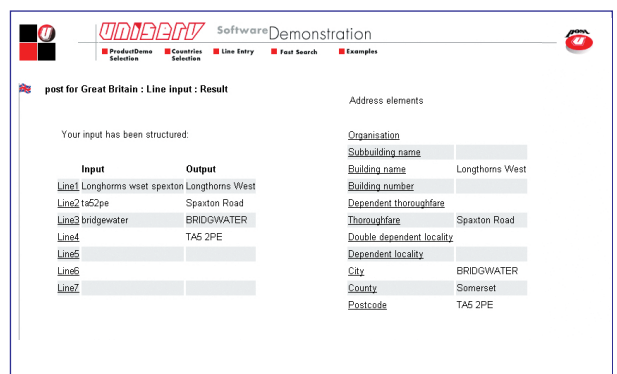 U UNISERV Software Demonstration post
ProductDemo Selection Countries Selection Line Entry Fast Search Examples
post for Great Britain : Line input : Result
Address elements
Your input has been structured:
Input Output
Line1 Longhorms wset spexton Longthorns West
Line2 ta52pe Spaxton Road
Line3 bridgewater BRIDGWATER
Line4 TA5 2PE
Line5
Line6
Line7
Organisation
Subbuilding name
Building name Longthorns West
Building number
Dependent thoroughfare
Thoroughfare Spaxton Road
Double dependent locality
Dependent locality
City BRIDGWATER
County Somerset
Postcode TA5 2PE